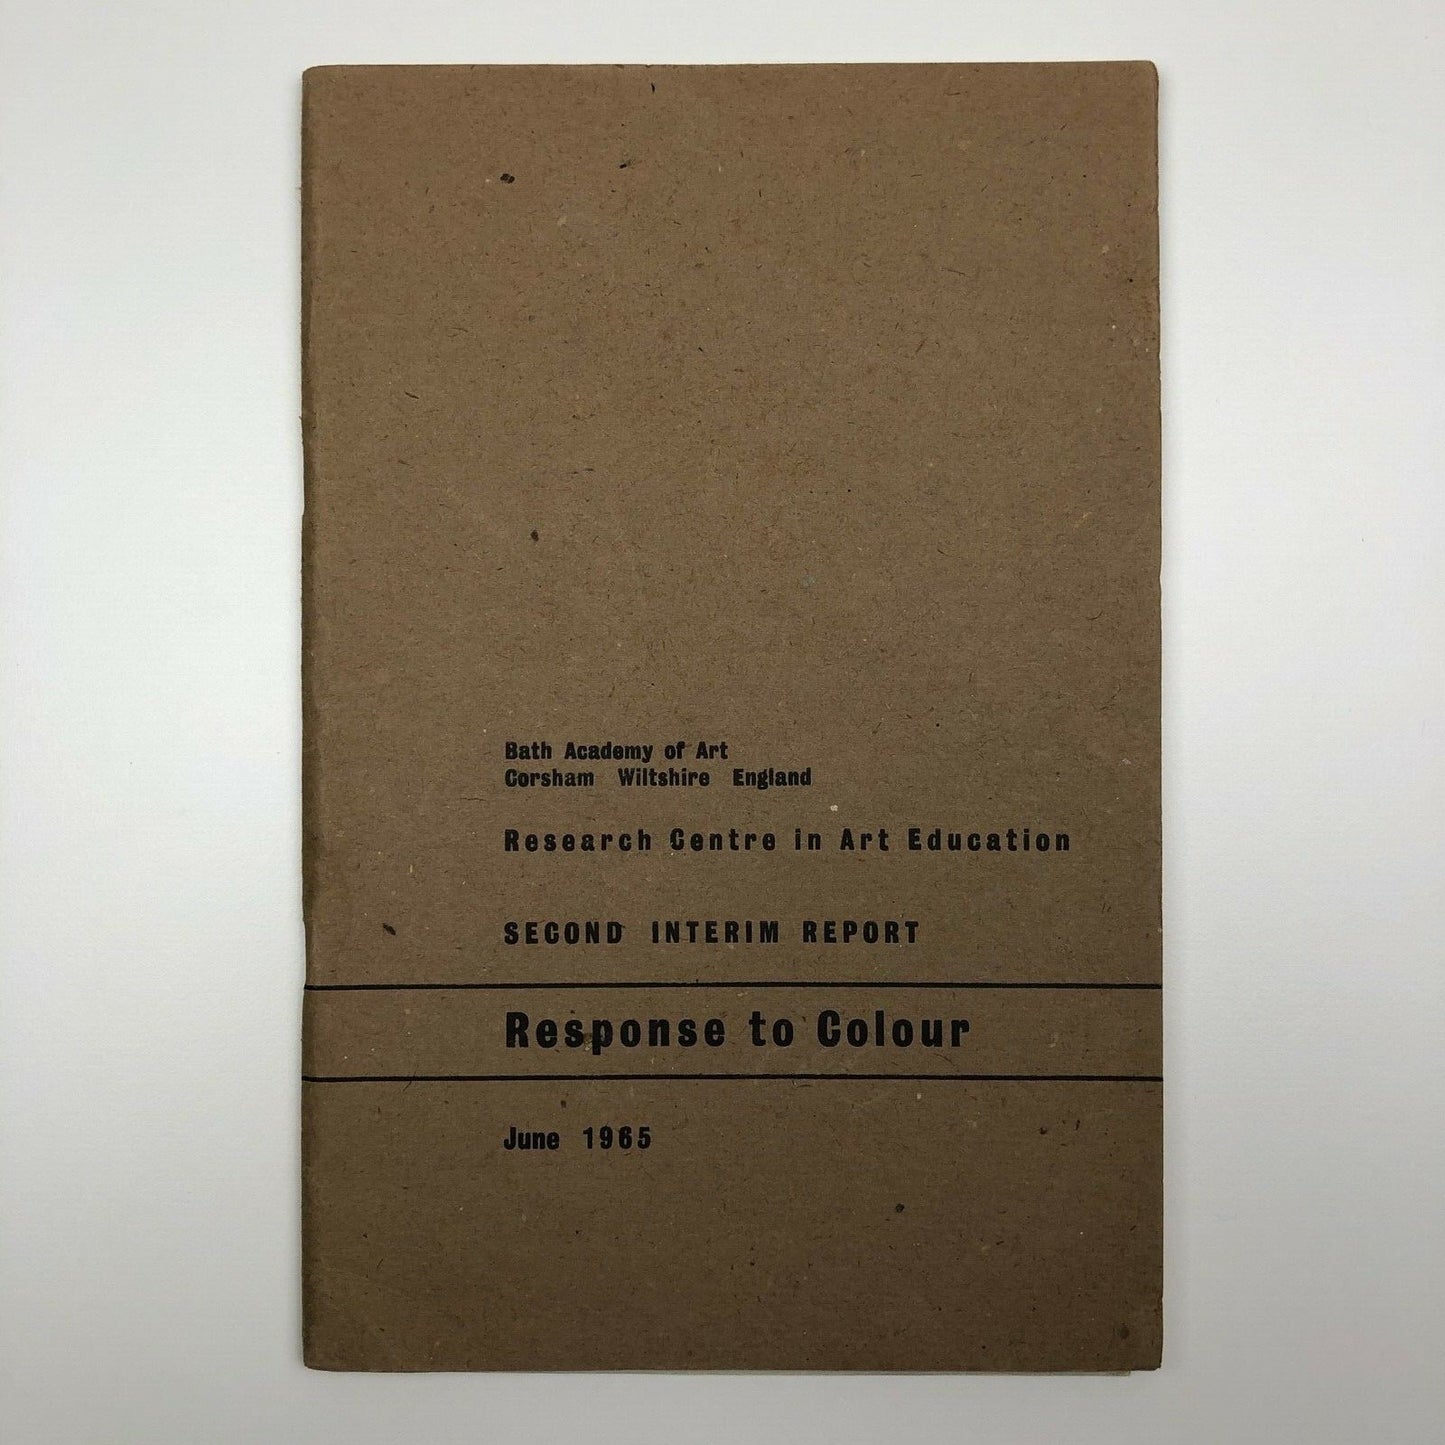 Bath Academy of Art
Corsham Wiltshire England
Research Centre in Art Education
SECOND INTERIM REPORT
Response to Colour
June 1965